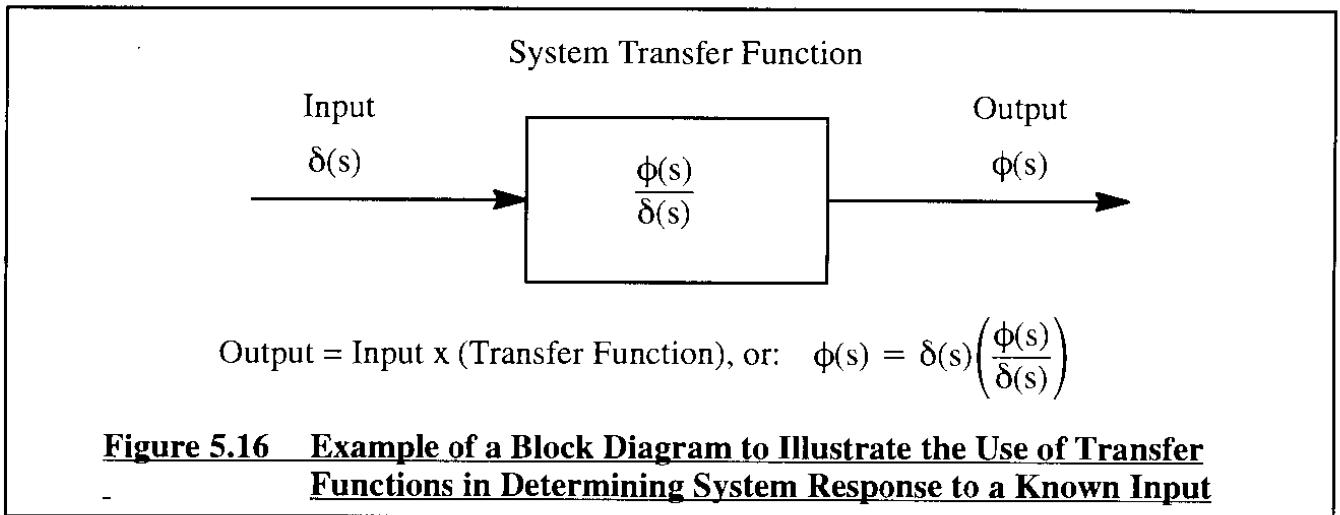 System Transfer Function
Input
Output
δ(s)
ϕ(s)
ϕ(s)
δ(s)
Output = Input x (Transfer Function), or: ϕ(s) = δ(s)(ϕ(s)/δ(s))
Figure 5.16 Example of a Block Diagram to Illustrate the Use of Transfer
Functions in Determining System Response to a Known Input